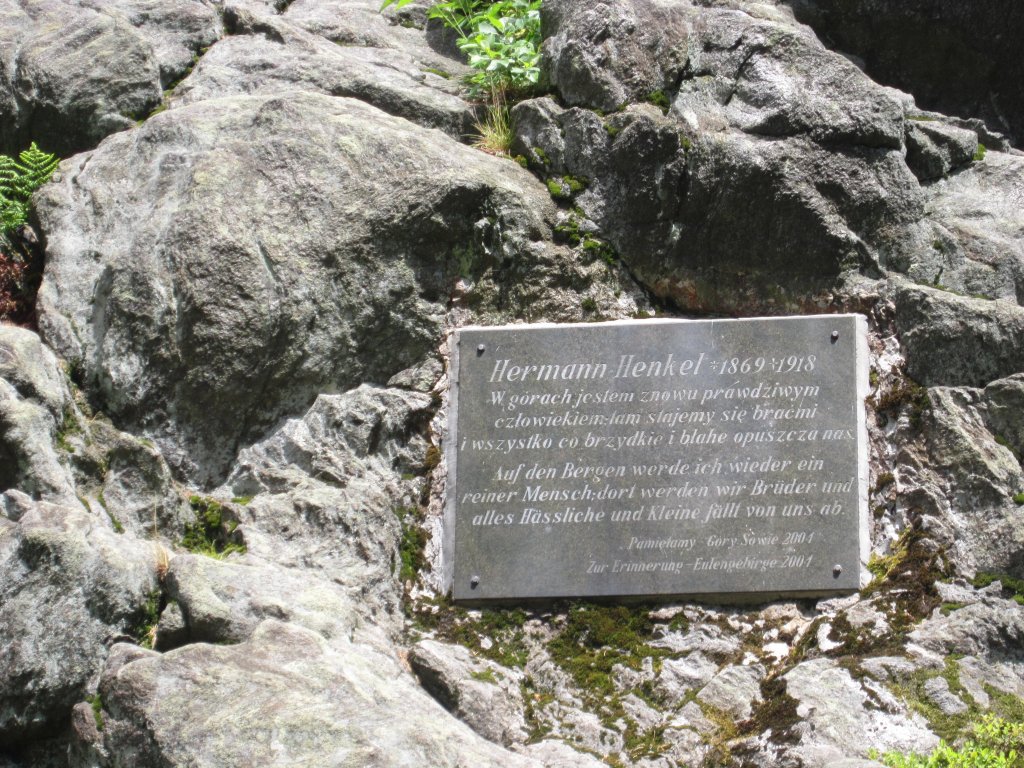 Hermann Henkel *1869 †1918
W górach jestem znowu prawdziwym
człowiekiem-tam stajemy się braćmi
i wszystko co brzydkie i błahe opuszcza nas.
Auf den Bergen werde ich wieder ein
reiner Mensch: dort werden wir Brüder und
alles Hässliche und Kleine fällt von uns ab.
Pamiętamy - Góry Sowie 2001
Zur Erinnerung - Eulengebirge 2001